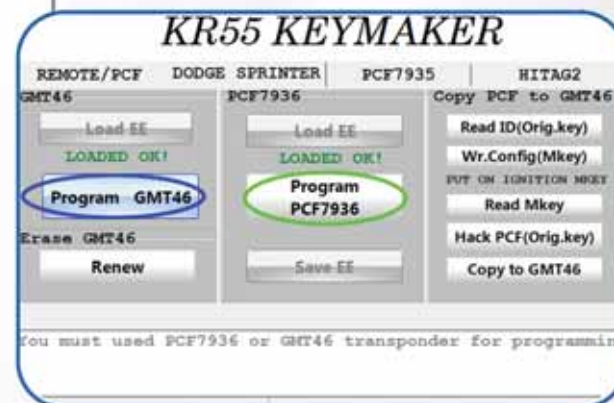 KR55 KEYMAKER
REMOTE/PCF DODGE SPRINTER PCF7935 HITAG2
GMT46
Load EE
LOADED OK!
Program GMT46
Erase GMT46
Renew
PCF7936
Load EE
LOADED OK!
Program
PCF7936
Save EE
Copy PCF to GMT46
Read ID(Orig.key)
Wr.Config(Mkey)
PUT ON IGNITION MKEY
Read Mkey
Hack PCF(Orig.key)
Copy to GMT46
You must used PCF7936 or GMT46 transponder for programmin